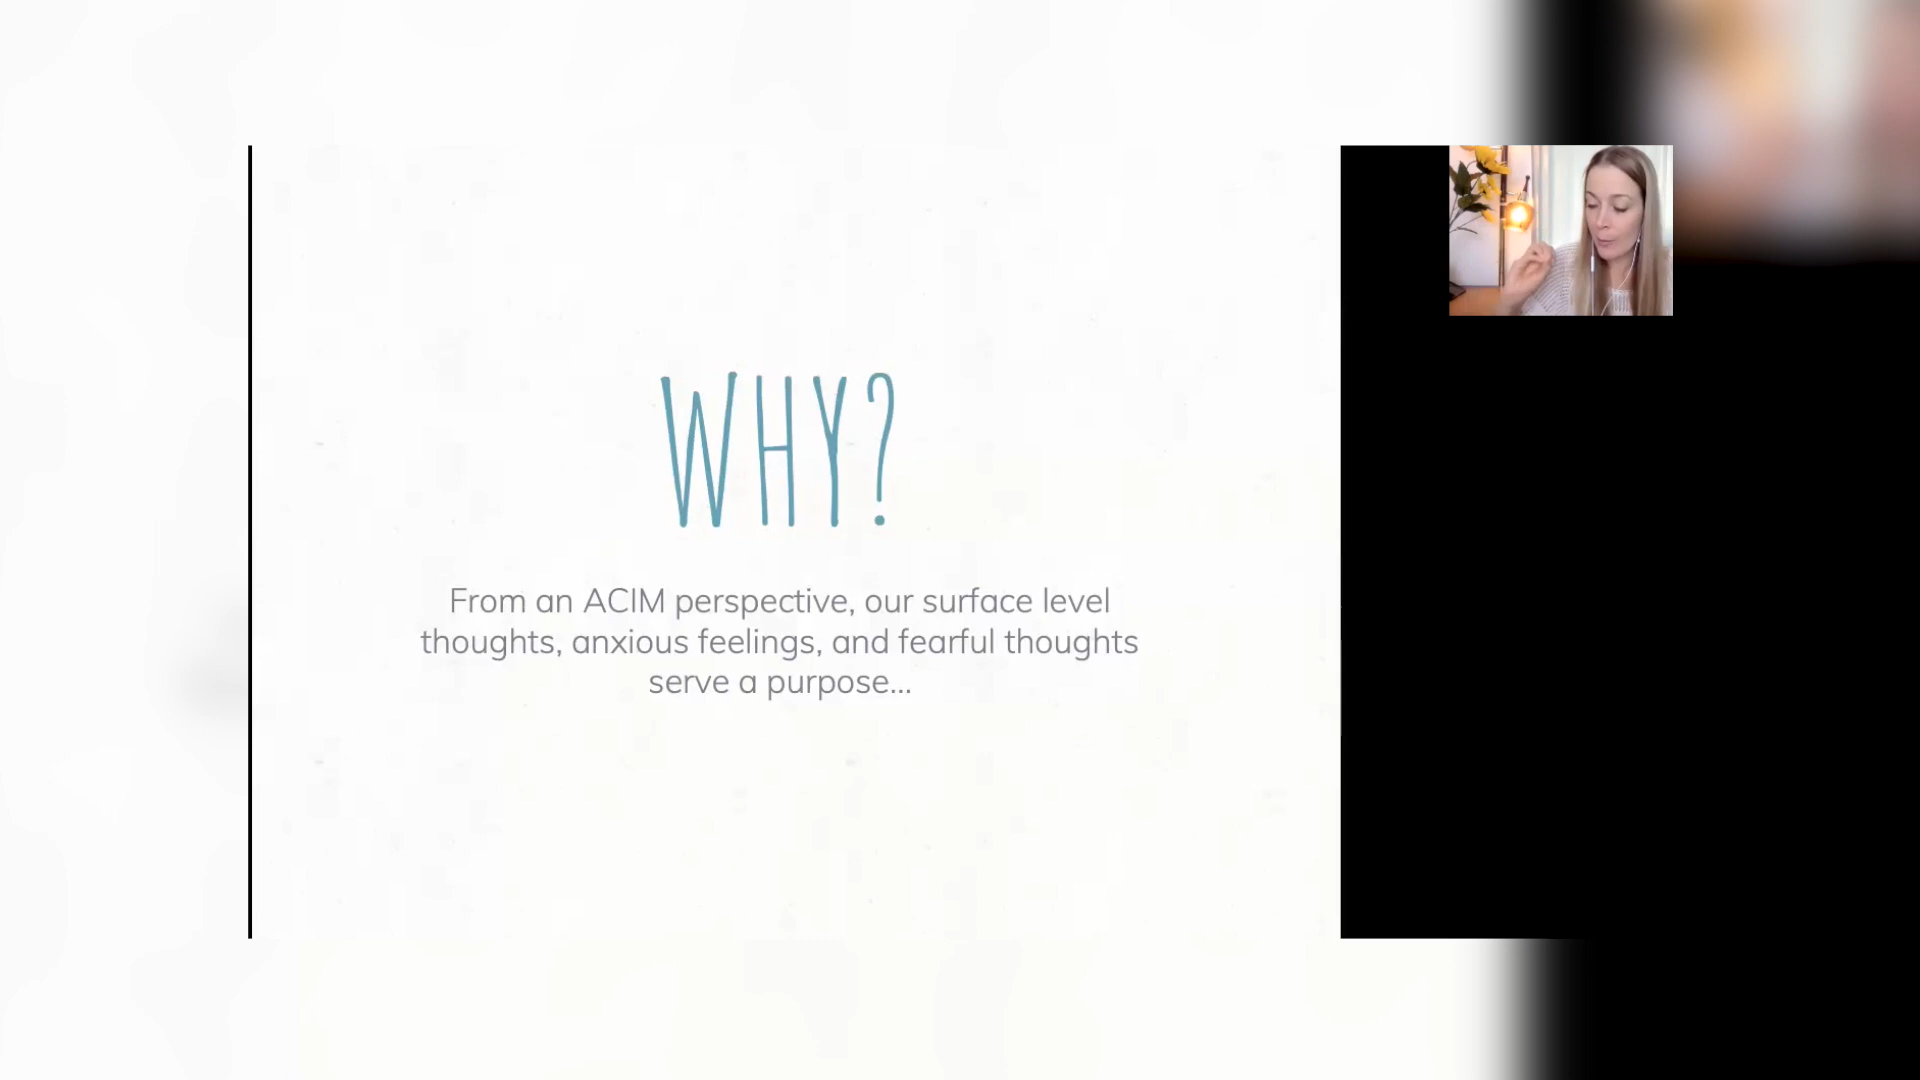 WHY?
From an ACIM perspective, our surface level
thoughts, anxious feelings, and fearful thoughts
serve a purpose...